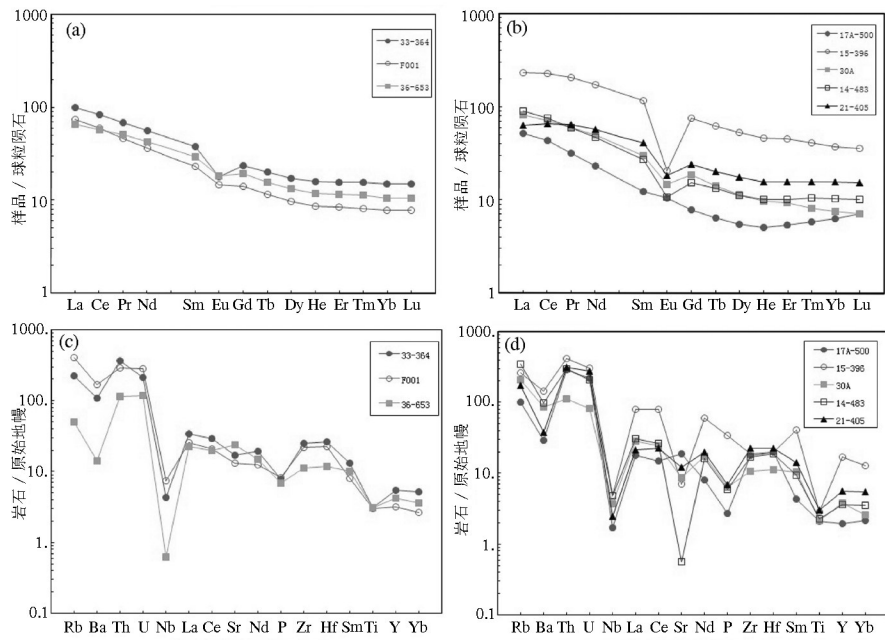 (a)
1000
100
10
1
样品 / 球粒陨石
33-364
F001
36-653
La Ce Pr Nd Sm Eu Gd Tb Dy He Er Tm Yb Lu
(b)
1000
100
10
1
样品 / 球粒陨石
17A-500
15-396
30A
14-483
21-405
La Ce Pr Nd Sm Eu Gd Tb Dy He Er Tm Yb Lu
(c)
1000.
100.
10.0
1.0
0.1
岩石 / 原始地幔
33-364
F001
36-653
Rb Ba Th U Nb La Ce Sr Nd P Zr Hf Sm Ti Y Yb
(d)
1000.
100.
10.0
1.0
0.1
岩石 / 原始地幔
17A-500
15-396
30A
14-483
21-405
Rb Ba Th U Nb La Ce Sr Nd P Zr Hf Sm Ti Y Yb